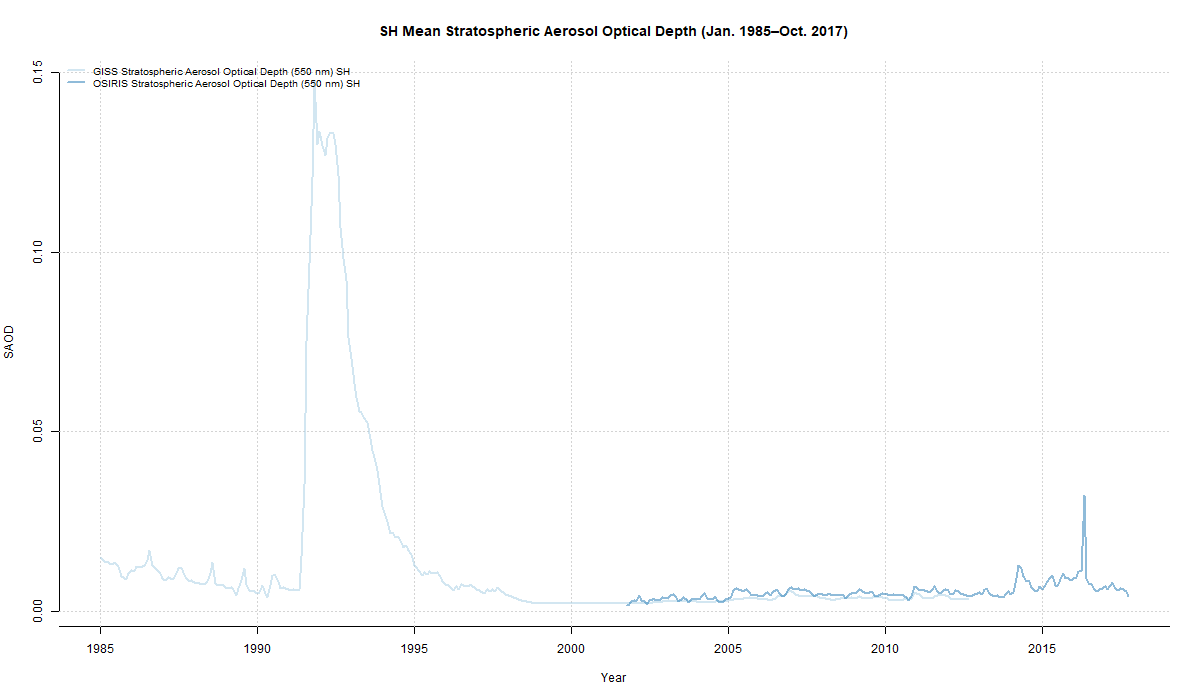 SH Mean Stratospheric Aerosol Optical Depth (Jan. 1985–Oct. 2017)
GISS Stratospheric Aerosol Optical Depth (550 nm) SH
OSIRIS Stratospheric Aerosol Optical Depth (550 nm) SH
0.15
0.10
0.05
0.00
SAOD
1985 1990 1995 2000 2005 2010 2015
Year